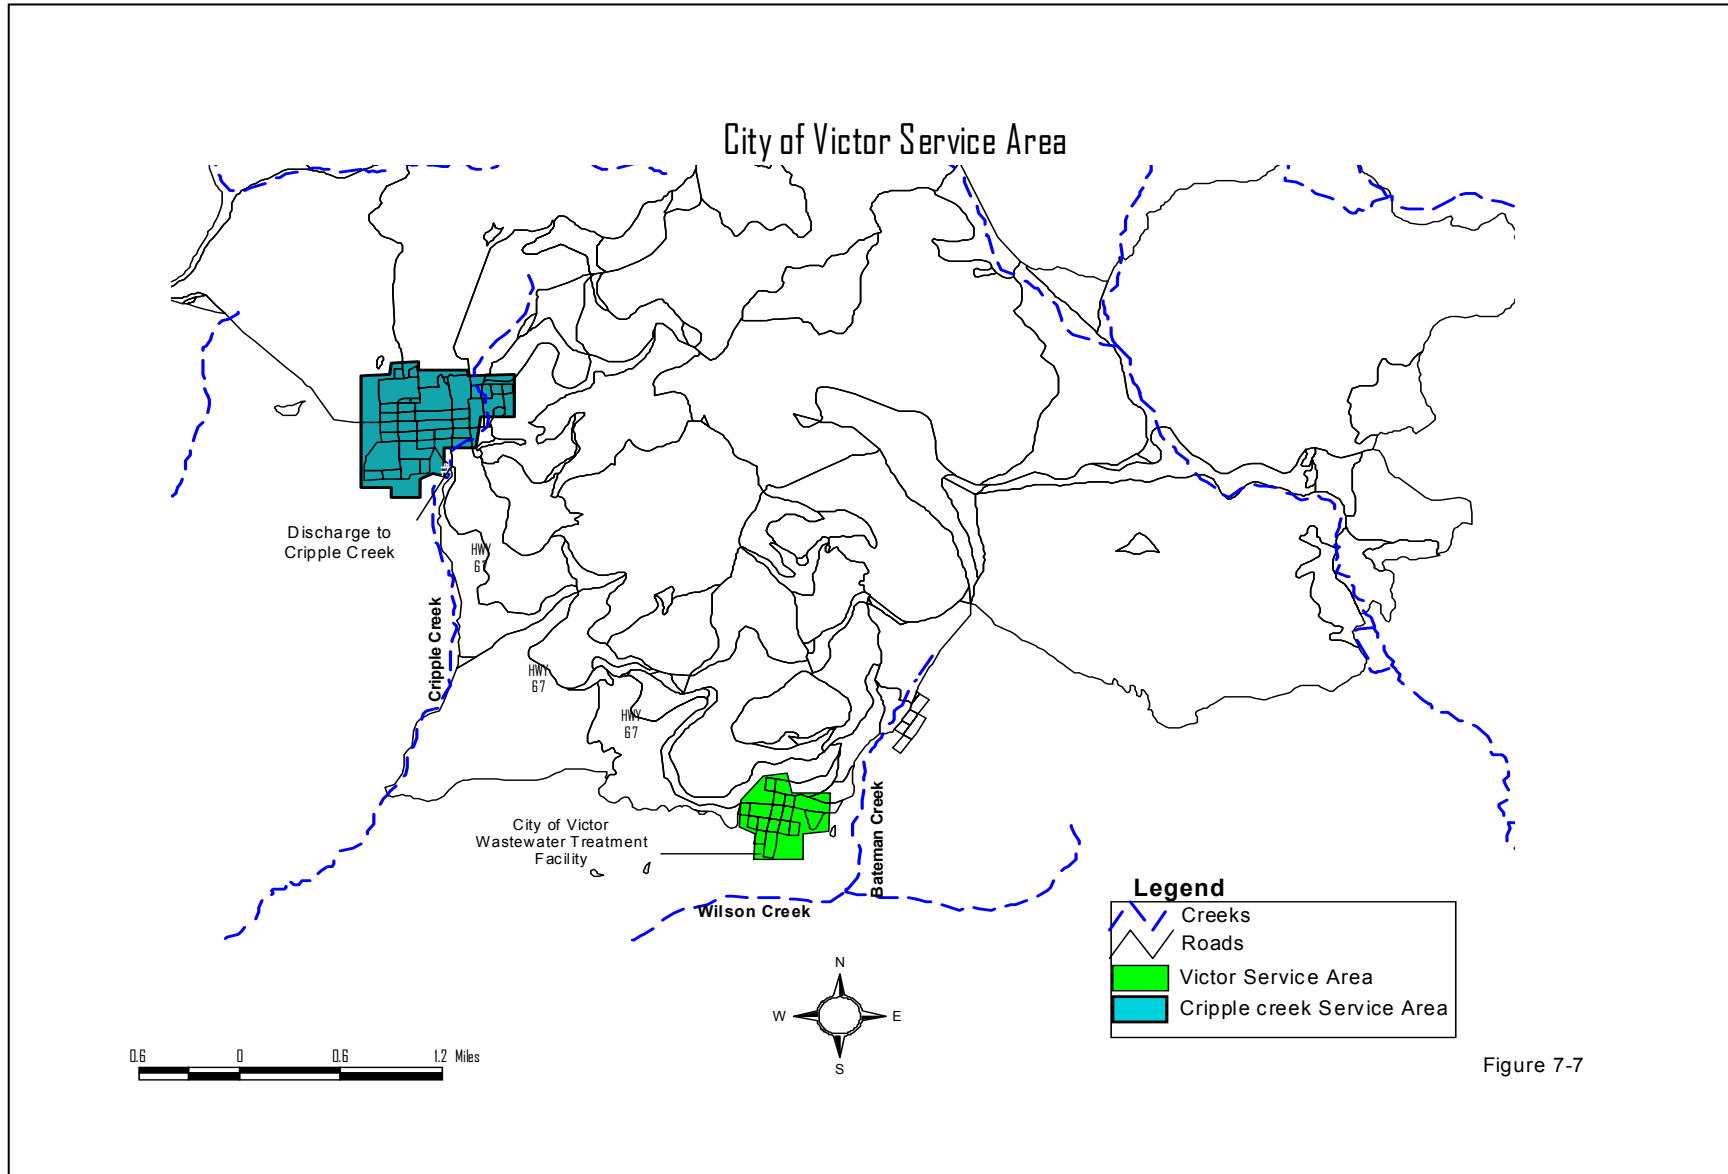 City of Victor Service Area
Discharge to
Cripple Creek
HWY
67
Cripple Creek
HWY
67
HWY
67
City of Victor
Wastewater Treatment
Facility
Bateman Creek
Wilson Creek
Legend
Creeks
Roads
Victor Service Area
Cripple creek Service Area
N
W
E
S
0.6 0 0.6 1.2 Miles
Figure 7-7